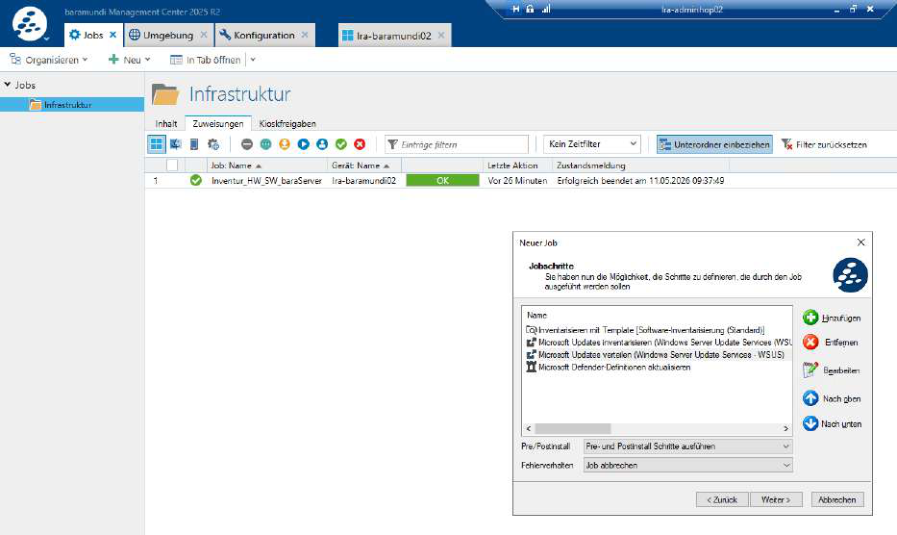 baramundi Management Center 2025 R2
lra-adminhop02
Jobs
Umgebung
Konfiguration
lra-baramundi02
Organisieren
Neu
In Tab öffnen
Jobs
Infrastruktur
Infrastruktur
Inhalt
Zuweisungen
Kioskfreigaben
Einträge filtern
Kein Zeitfilter
Unterordner einbeziehen
Filter zurücksetzen
Job: Name
Gerät: Name
Letzte Aktion
Zustandsmeldung
1
Inventur_HW_SW_baraServer
lra-baramundi02
OK
Vor 26 Minuten
Erfolgreich beendet am 11.05.2026 09:37:49
Neuer Job
Jobschritte
Sie haben nun die Möglichkeit, die Schritte zu definieren, die durch den Job
ausgeführt werden sollen
Name
Inventarisieren mit Template [Software-Inventarisierung (Standard)]
Microsoft Updates inventarisieren (Windows Server Update Services (WSU
Microsoft Updates verteilen (Windows Server Update Services - WSUS)
Microsoft Defender-Definitionen aktualisieren
Hinzufügen
Entfernen
Bearbeiten
Nach oben
Nach unten
Pre/Postinstall
Pre- und Postinstall Schritte ausführen
Fehlerverhalten
Job abbrechen
< Zurück
Weiter >
Abbrechen